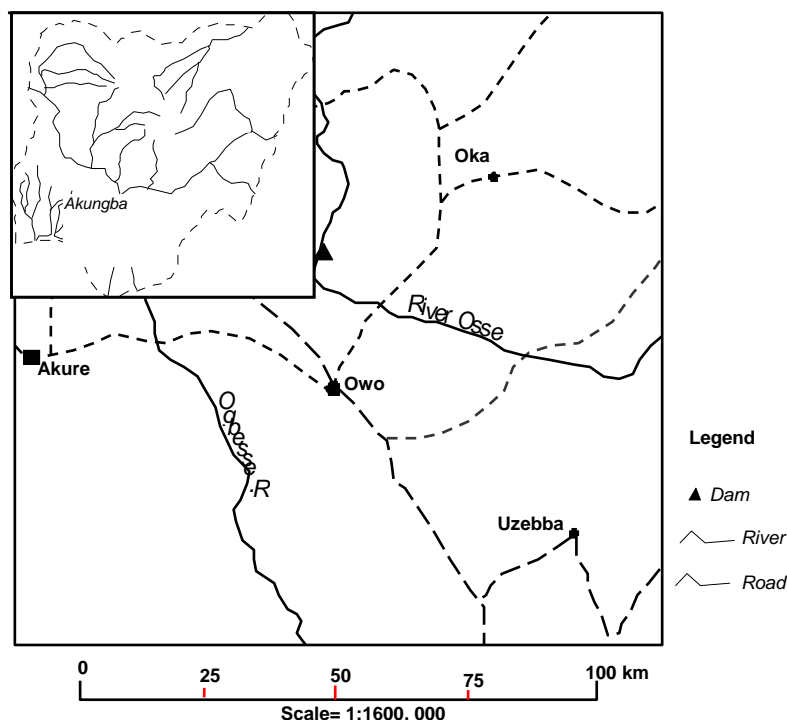 Akungba
Oka
River Osse
Akure
Owo
Ogbesse .R
Legend
Dam
Uzebba
River
Road
0
25
50
75
100 km
Scale= 1:1600, 000